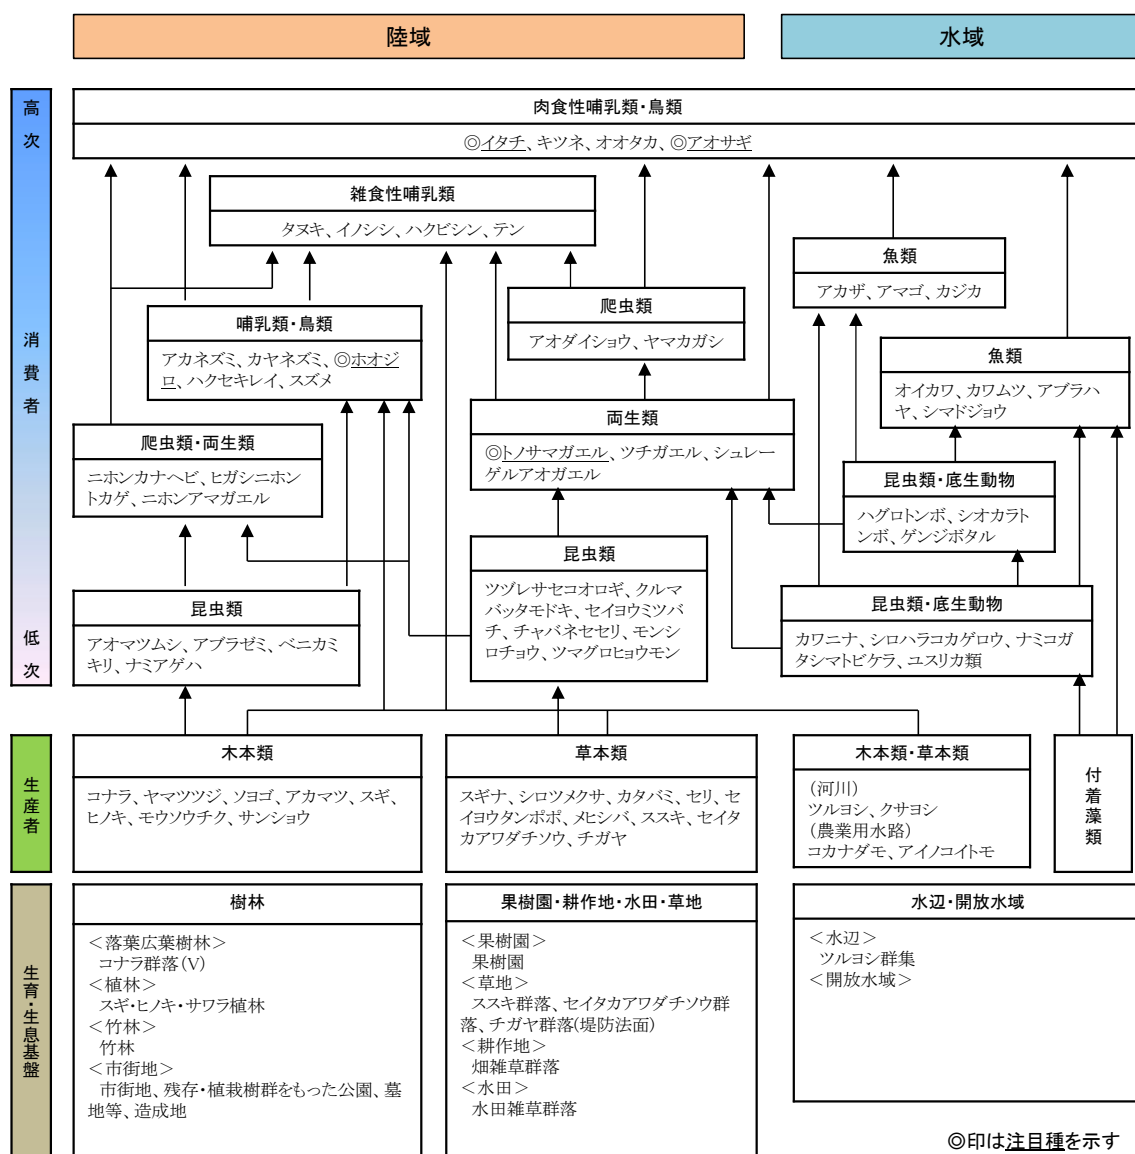 陸域
水域
高次
消費者
低次
肉食性哺乳類・鳥類
◎イタチ、キツネ、オオタカ、◎アオサギ
雑食性哺乳類
タヌキ、イノシシ、ハクビシン、テン
魚類
アカザ、アマゴ、カジカ
爬虫類
アオダイショウ、ヤマカガシ
哺乳類・鳥類
アカネズミ、カヤネズミ、◎ホオジ
ロ、ハクセキレイ、スズメ
魚類
オイカワ、カワムツ、アブラハ
ヤ、シマドジョウ
両生類
◎トノサマガエル、ツチガエル、シュレー
ゲルアオガエル
爬虫類・両生類
ニホンカナヘビ、ヒガシニホン
トカゲ、ニホンアマガエル
昆虫類・底生動物
ハグロトンボ、シオカラト
ンボ、ゲンジボタル
昆虫類
ツヅレサセコオロギ、クルマ
バッタモドキ、セイヨウミツバ
チ、チャバネセセリ、モンシ
ロチョウ、ツマグロヒョウモン
昆虫類
アオマツムシ、アブラゼミ、ベニカミ
キリ、ナミアゲハ
昆虫類・底生動物
カワニナ、シロハラコカゲロウ、ナミコガ
タシマトビケラ、ユスリカ類
生産者
木本類
コナラ、ヤマツツジ、ソヨゴ、アカマツ、スギ、
ヒノキ、モウソウチク、サンショウ
草本類
スギナ、シロツメクサ、カタバミ、セリ、セ
イヨウタンポポ、メヒシバ、ススキ、セイタ
カアワダチソウ、チガヤ
木本類・草本類
(河川)
ツルヨシ、クサヨシ
(農業用水路)
コカナダモ、アイノコイトモ
付着藻類
生育・生息基盤
樹林
＜落葉広葉樹林＞
コナラ群落(V)
＜植林＞
スギ・ヒノキ・サワラ植林
＜竹林＞
竹林
＜市街地＞
市街地、残存・植栽樹群をもった公園、墓
地等、造成地
果樹園・耕作地・水田・草地
＜果樹園＞
果樹園
＜草地＞
ススキ群落、セイタカアワダチソウ群
落、チガヤ群落(堤防法面)
＜耕作地＞
畑雑草群落
＜水田＞
水田雑草群落
水辺・開放水域
＜水辺＞
ツルヨシ群集
＜開放水域＞
◎印は注目種を示す